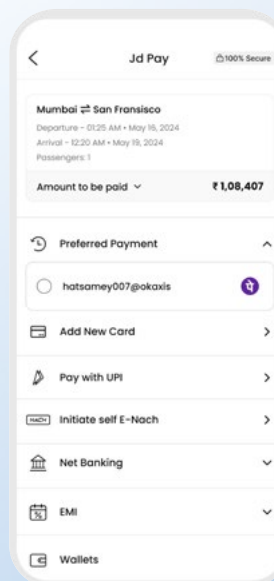 Jd Pay
100% Secure
Mumbai ⇌ San Fransisco
Departure - 01:25 AM • May 16, 2024
Arrival - 12:20 AM • May 19, 2024
Passengers: 1
Amount to be paid ₹1,08,407
Preferred Payment
hatsamey007@okaxis
पे
Add New Card
Pay with UPI
NACH Initiate self E-Nach
Net Banking
EMI
Wallets